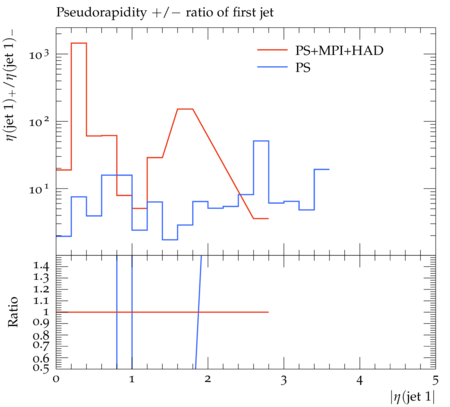 Pseudorapidity +/− ratio of first jet
η(jet 1)₊/η(jet 1)₋
PS+MPI+HAD
PS
10³
10²
10¹
Ratio
1.4
1.3
1.2
1.1
1
0.9
0.8
0.7
0.6
0.5
0 1 2 3 4 5
|η(jet 1|